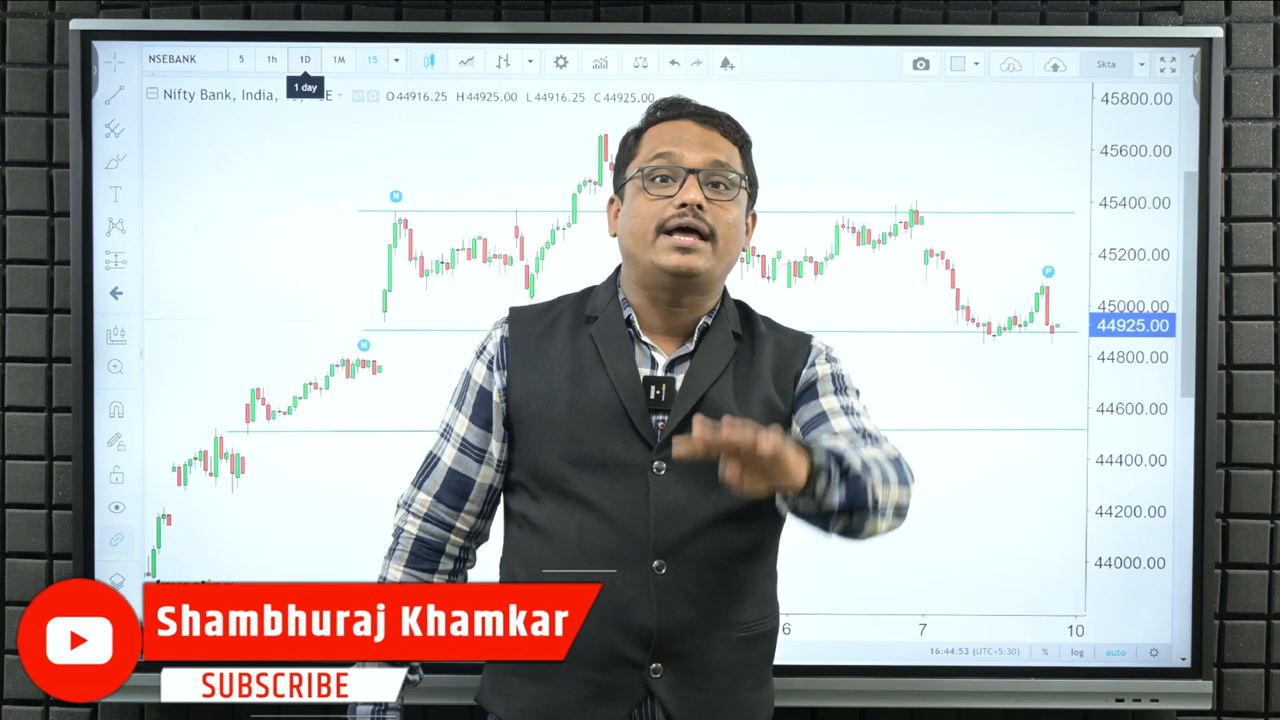 NSEBANK 5 1h 1D 1M 15 Skta
1 day
Nifty Bank, India, E O44916.25 H44925.00 L44916.25 C44925.00
45800.00
45600.00
45400.00
45200.00
45000.00
44925.00
44800.00
44600.00
44400.00
44200.00
44000.00
N
N
P
6 7 10
16:44:53 (UTC+5:30) % log auto
Shambhuraj Khamkar
SUBSCRIBE